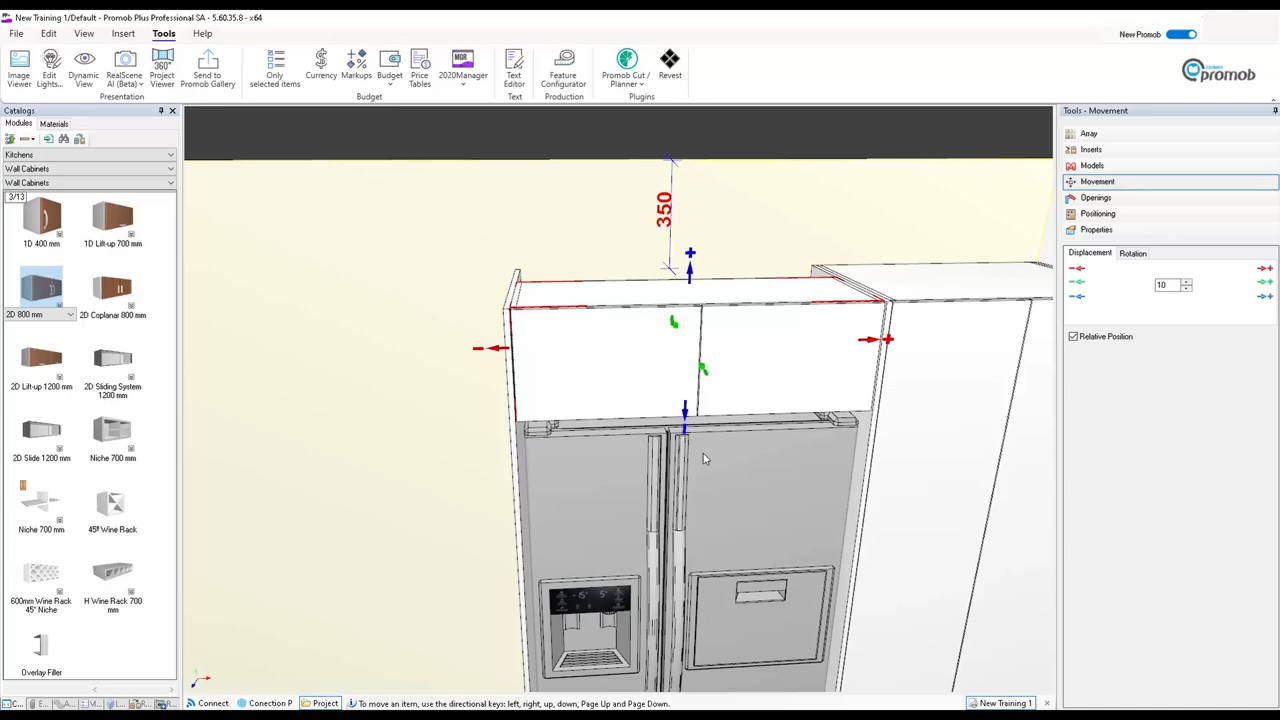 New Training 1/Default - Promob Plus Professional SA - 5.60.35.8 - x64
File Edit View Insert Tools Help
New Promob
promob
Image Viewer
Edit Lights...
Dynamic View
RealScene AI (Beta)
Project Viewer
Send to Promob Gallery
Only selected items
Currency
Markups
Budget
Price Tables
2020Manager
Text Editor
Feature Configurator
Promob Cut / Planner
Revest
Presentation
Budget
Text
Production
Plugins
Catalogs
Modules Materials
Kitchens
Wall Cabinets
Wall Cabinets
3/13
1D 400 mm
1D Lift-up 700 mm
2D 800 mm
2D Coplanar 800 mm
2D Lift-up 1200 mm
2D Sliding System 1200 mm
2D Slide 1200 mm
Niche 700 mm
Niche 700 mm
45º Wine Rack
600mm Wine Rack 45° Niche
H Wine Rack 700 mm
Overlay Filler
350
Tools - Movement
Array
Inserts
Models
Movement
Openings
Positioning
Properties
Displacement Rotation
10
Relative Position
Connect
Conection P
Project
To move an item, use the directional keys: left, right, up, down, Page Up and Page Down.
New Training 1